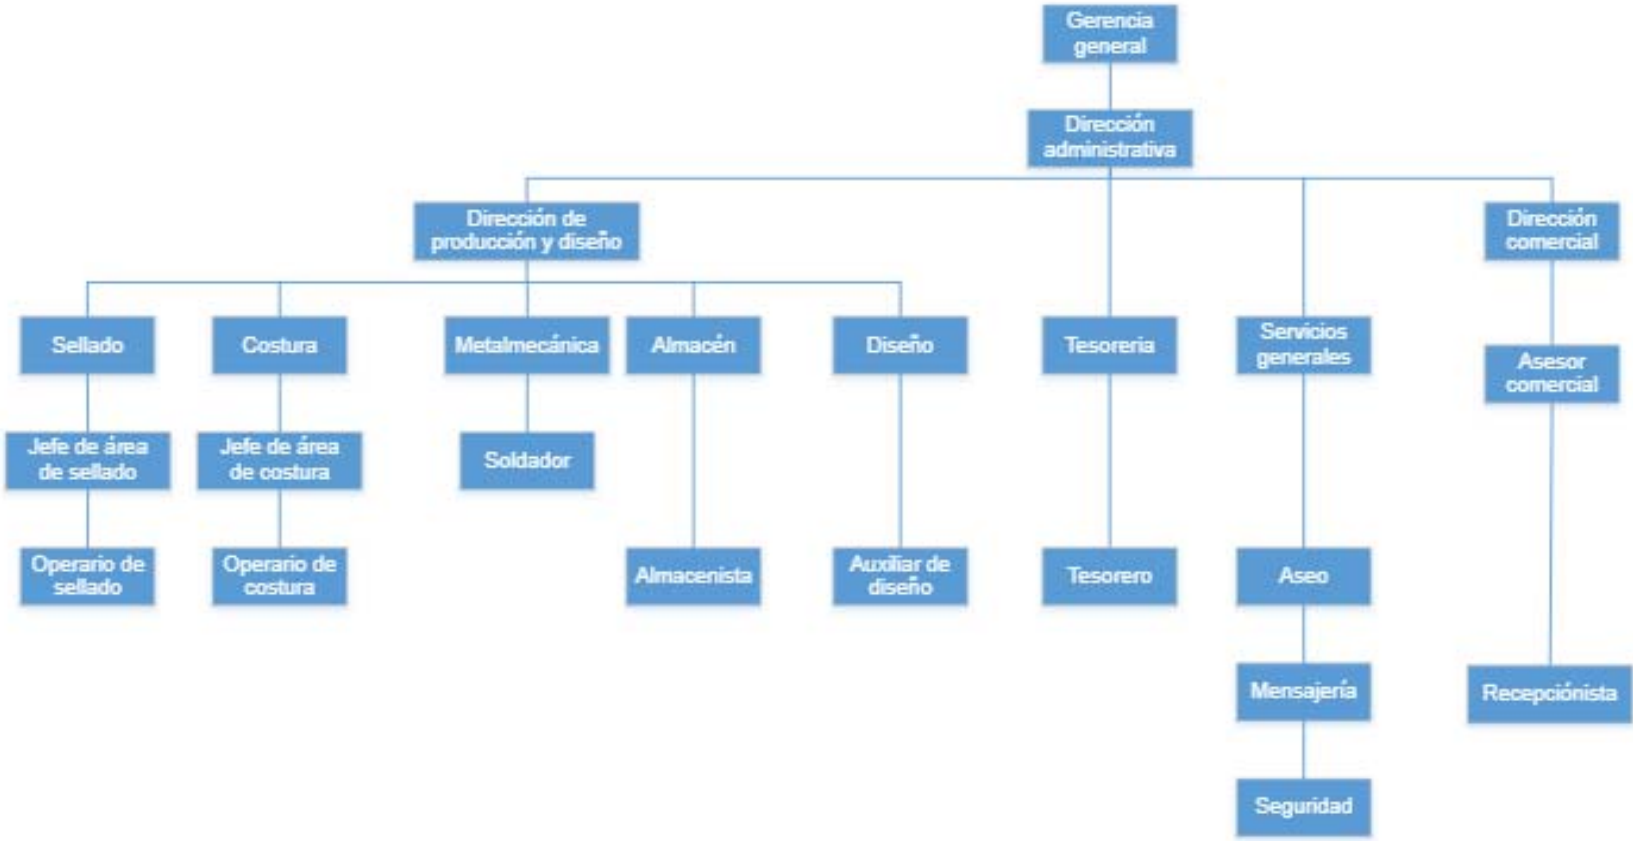 Gerencia
general
Dirección
administrativa
Dirección de
producción y diseño
Dirección
comercial
Sellado
Costura
Metalmecánica
Almacén
Diseño
Tesoreria
Servicios
generales
Asesor
comercial
Jefe de área
de sellado
Jefe de área
de costura
Soldador
Operario de
sellado
Operario de
costura
Almacenista
Auxiliar de
diseño
Tesorero
Aseo
Mensajería
Recepciónista
Seguridad